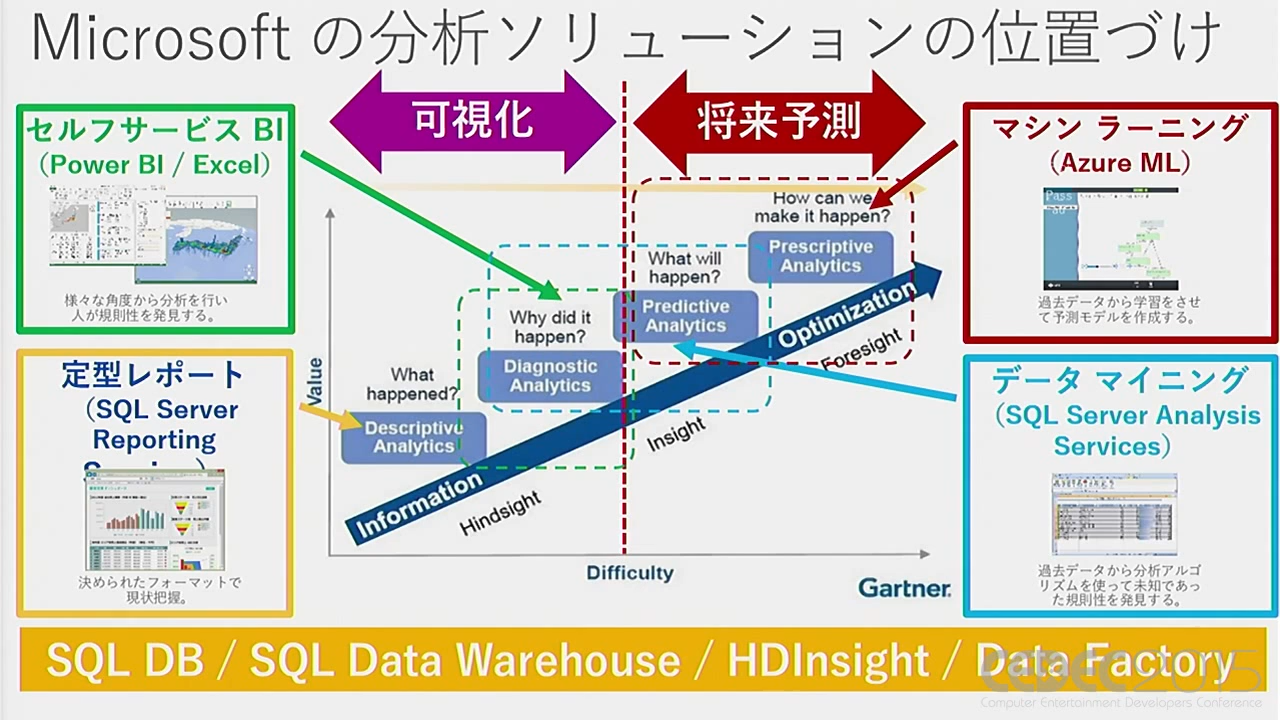 Microsoft の分析ソリューションの位置づけ
可視化
将来予測
セルフサービス BI
（Power BI / Excel）
様々な角度から分析を行い
人が規則性を発見する。
定型レポート
（SQL Server
Reporting
決められたフォーマットで
現状把握。
Value
What
happened?
Descriptive
Analytics
Why did it
happen?
Diagnostic
Analytics
What will
happen?
Predictive
Analytics
How can we
make it happen?
Prescriptive
Analytics
Information
Optimization
Hindsight
Insight
Foresight
Difficulty
Gartner.
マシン ラーニング
（Azure ML）
過去データから学習をさせ
て予測モデルを作成する。
データ マイニング
（SQL Server Analysis
Services）
過去データから分析アルゴ
リズムを使って未知であっ
た規則性を発見する。
SQL DB / SQL Data Warehouse / HDInsight / Data Factory
CEDEC2015
Computer Entertainment Developers Conference